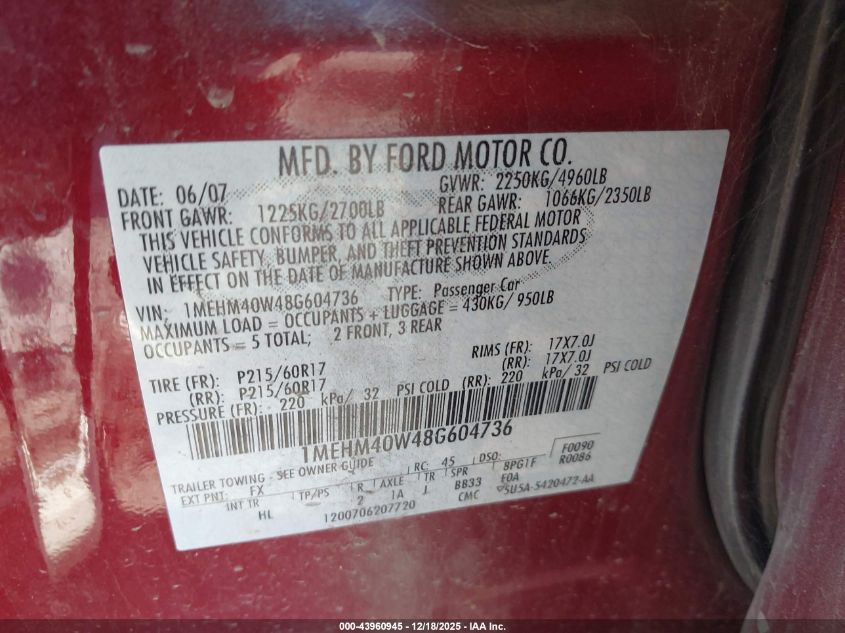 MFD. BY FORD MOTOR CO.
DATE: 06/07 GVWR: 2250KG/4960LB
FRONT GAWR: 1225KG/2700LB REAR GAWR: 1066KG/2350LB
THIS VEHICLE CONFORMS TO ALL APPLICABLE FEDERAL MOTOR
VEHICLE SAFETY, BUMPER, AND THEFT PREVENTION STANDARDS
IN EFFECT ON THE DATE OF MANUFACTURE SHOWN ABOVE.
VIN: 1MEHM40W48G604736 TYPE: Passenger Car
MAXIMUM LOAD = OCCUPANTS + LUGGAGE = 430KG/ 950LB
OCCUPANTS = 5 TOTAL; 2 FRONT, 3 REAR
TIRE (FR): P215/60R17 RIMS (FR): 17X7.0J
(RR): P215/60R17 (RR): 17X7.0J
PRESSURE (FR): 220 kPa/ 32 PSI COLD (RR): 220 kPa/ 32 PSI COLD
1MEHM40W48G604736
TRAILER TOWING - SEE OWNER GUIDE RC: 45 DSO: F0090
EXT PNT: FX TP/PS R AXLE TR SPR BPGTF R0086
INT TR 2 1A J BB33 FOA
HL 1200706207720 CMC 5U5A-5420472-AA
000-43960945 - 12/18/2025 - IAA Inc.